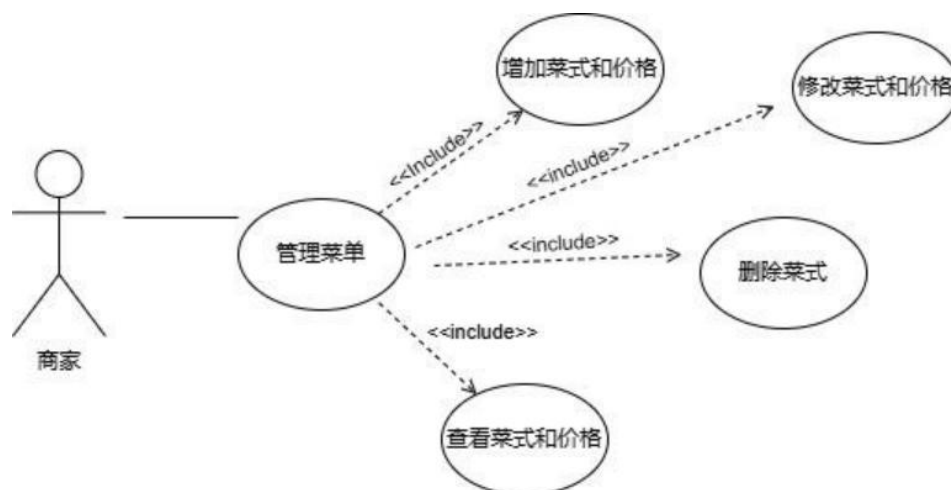 增加菜式和价格
修改菜式和价格
<<Include>>
<<include>>
<<include>>
管理菜单
删除菜式
<<include>>
商家
查看菜式和价格